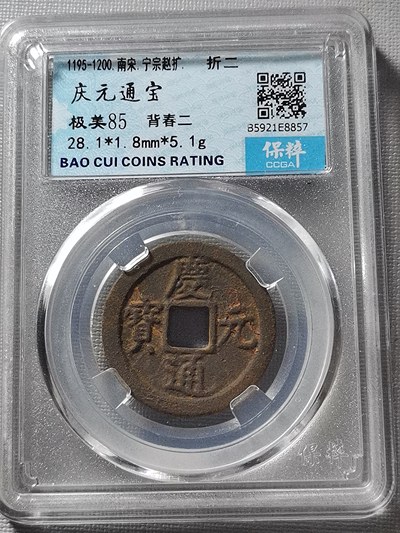 1195-1200.南宋.宁宗赵扩. 折二
庆元通宝
极美85 背春二
28.1*1.8mm*5.1g
BAO CUI COINS RATING
B5921E8857
保粹
CCGA
慶元通寶